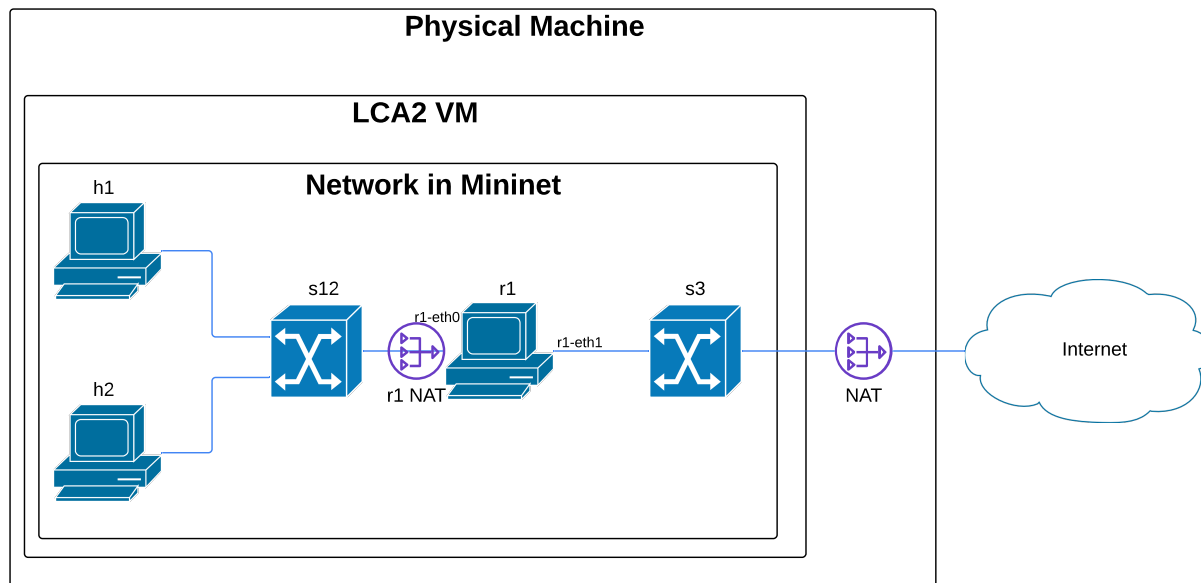 Physical Machine
LCA2 VM
Network in Mininet
h1
s12
r1
s3
r1-eth0
r1-eth1
Internet
h2
r1 NAT
NAT